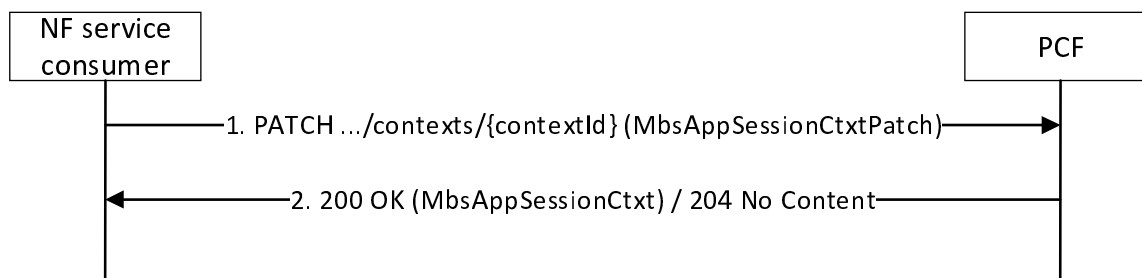 NF service
consumer
PCF
1. PATCH .../contexts/{contextId} (MbsAppSessionCtxtPatch)
2. 200 OK (MbsAppSessionCtxt) / 204 No Content